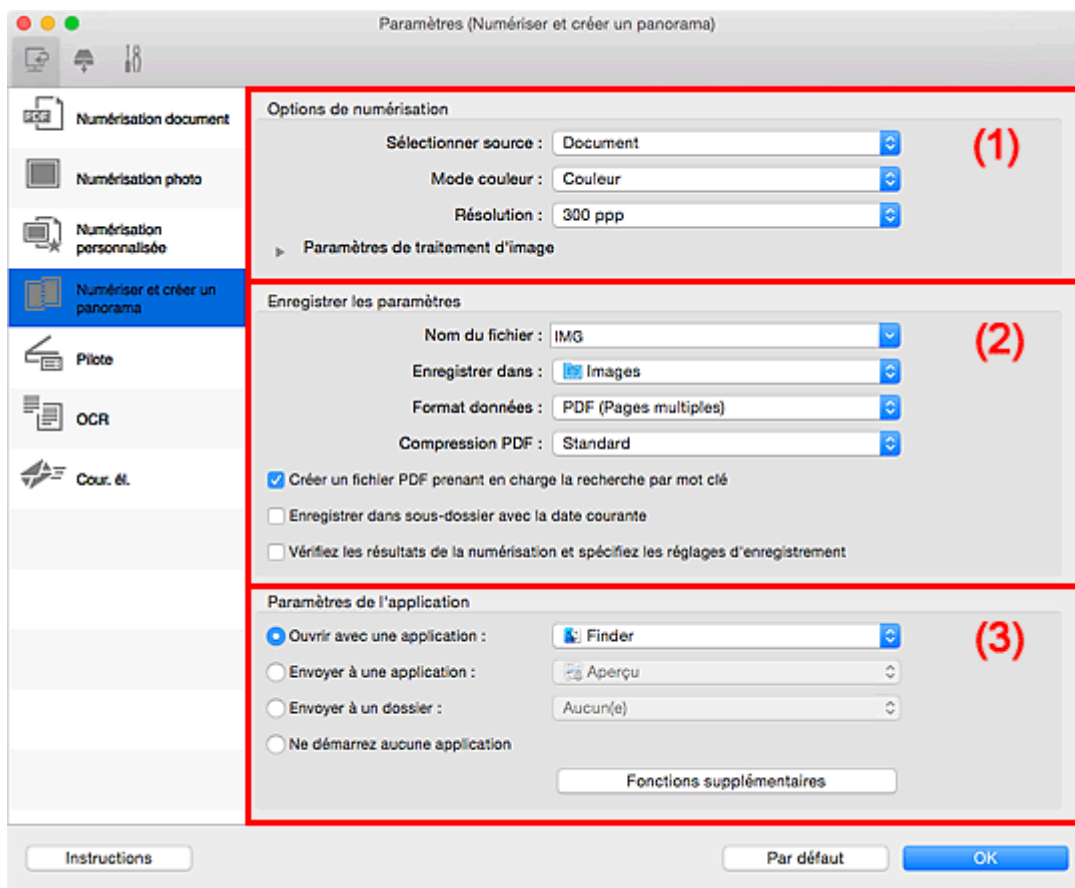 Paramètres (Numériser et créer un panorama)
Numérisation document
Numérisation photo
Numérisation
personnalisée
Numériser et créer un
panorama
Pilote
OCR
Cour. él.
Options de numérisation
(1)
Sélectionner source : Document
Mode couleur : Couleur
Résolution : 300 ppp
Paramètres de traitement d'image
Enregistrer les paramètres
(2)
Nom du fichier : IMG
Enregistrer dans : Images
Format données : PDF (Pages multiples)
Compression PDF : Standard
Créer un fichier PDF prenant en charge la recherche par mot clé
Enregistrer dans sous-dossier avec la date courante
Vérifiez les résultats de la numérisation et spécifiez les réglages d'enregistrement
Paramètres de l'application
(3)
Ouvrir avec une application : Finder
Envoyer à une application : Aperçu
Envoyer à un dossier : Aucun(e)
Ne démarrez aucune application
Fonctions supplémentaires
Instructions
Par défaut
OK